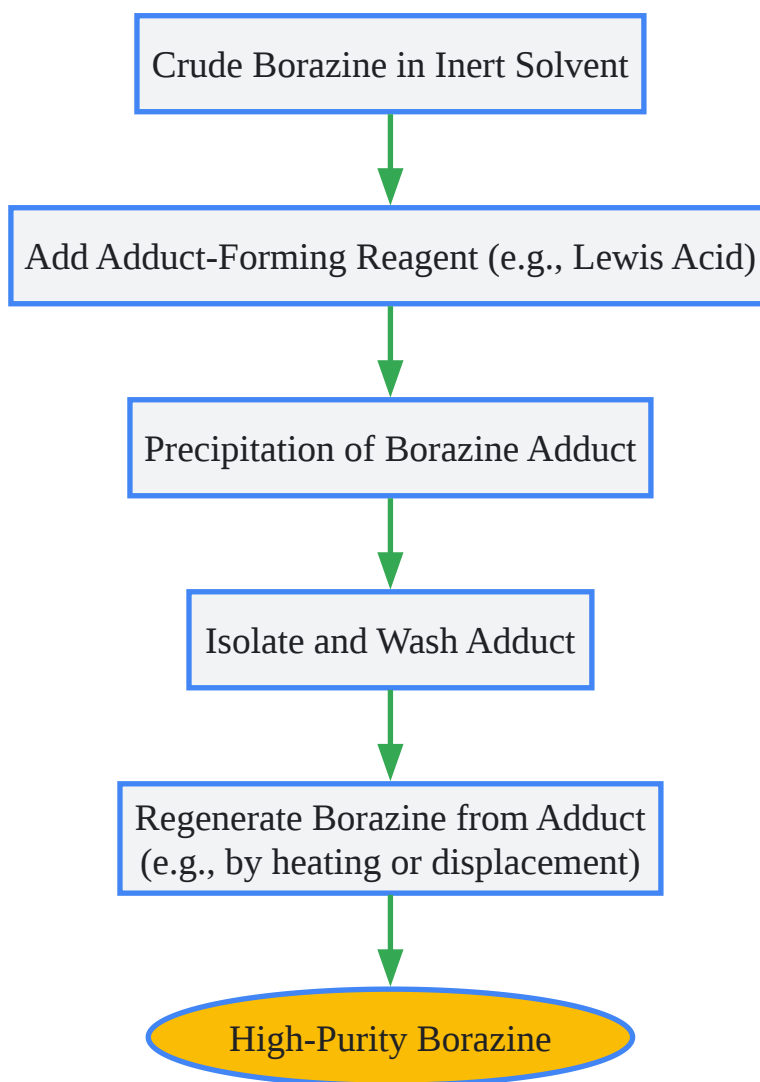 Crude Borazine in Inert Solvent
Add Adduct-Forming Reagent (e.g., Lewis Acid)
Precipitation of Borazine Adduct
Isolate and Wash Adduct
Regenerate Borazine from Adduct
(e.g., by heating or displacement)
High-Purity Borazine